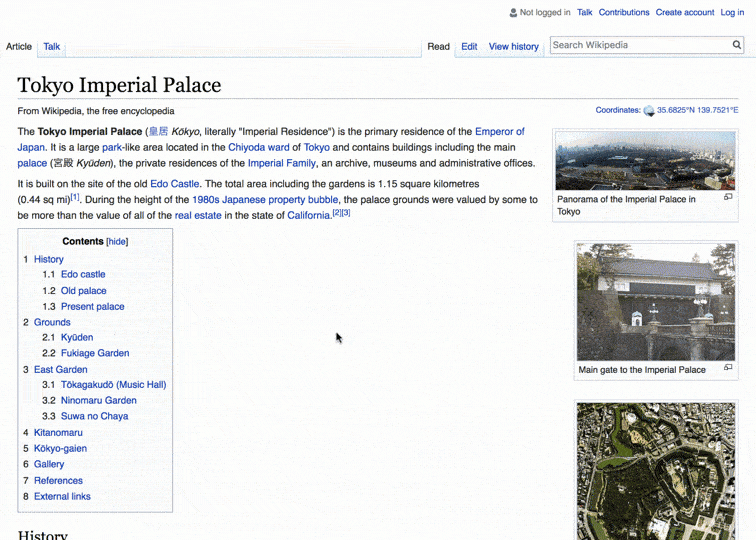 Not logged in Talk Contributions Create account Log in
Article Talk Read Edit View history Search Wikipedia
Tokyo Imperial Palace
From Wikipedia, the free encyclopedia
Coordinates: 35.6825°N 139.7521°E
The Tokyo Imperial Palace (皇居 Kōkyo, literally "Imperial Residence") is the primary residence of the Emperor of
Japan. It is a large park-like area located in the Chiyoda ward of Tokyo and contains buildings including the main
palace (宮殿 Kyūden), the private residences of the Imperial Family, an archive, museums and administrative offices.
It is built on the site of the old Edo Castle. The total area including the gardens is 1.15 square kilometres
(0.44 sq mi)[1]. During the height of the 1980s Japanese property bubble, the palace grounds were valued by some to
be more than the value of all of the real estate in the state of California.[2][3]
Panorama of the Imperial Palace in
Tokyo
Contents [hide]
1 History
1.1 Edo castle
1.2 Old palace
1.3 Present palace
2 Grounds
2.1 Kyūden
2.2 Fukiage Garden
3 East Garden
3.1 Tōkagakudō (Music Hall)
3.2 Ninomaru Garden
3.3 Suwa no Chaya
4 Kitanomaru
5 Kōkyo-gaien
6 Gallery
7 References
8 External links
Main gate to the Imperial Palace
History